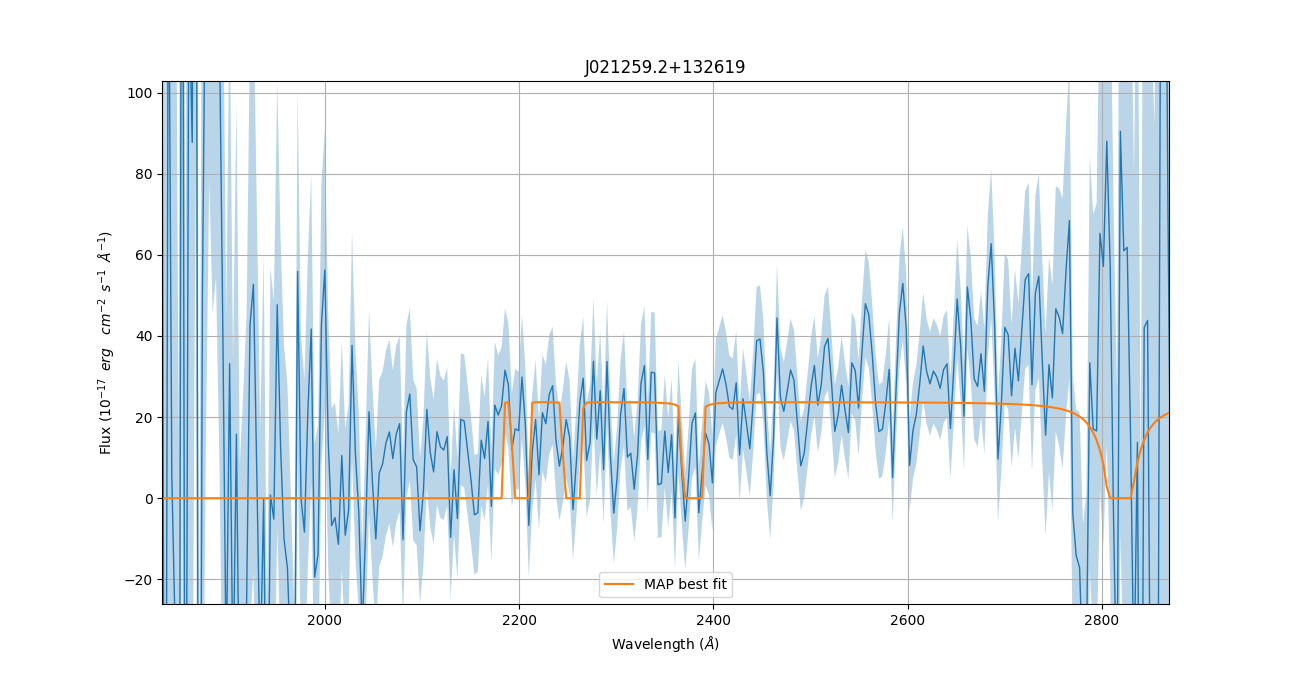 J021259.2+132619
Flux (10⁻¹⁷ erg cm⁻² s⁻¹ Å⁻¹)
100
80
60
40
20
0
−20
MAP best fit
2000 2200 2400 2600 2800
Wavelength (Å)